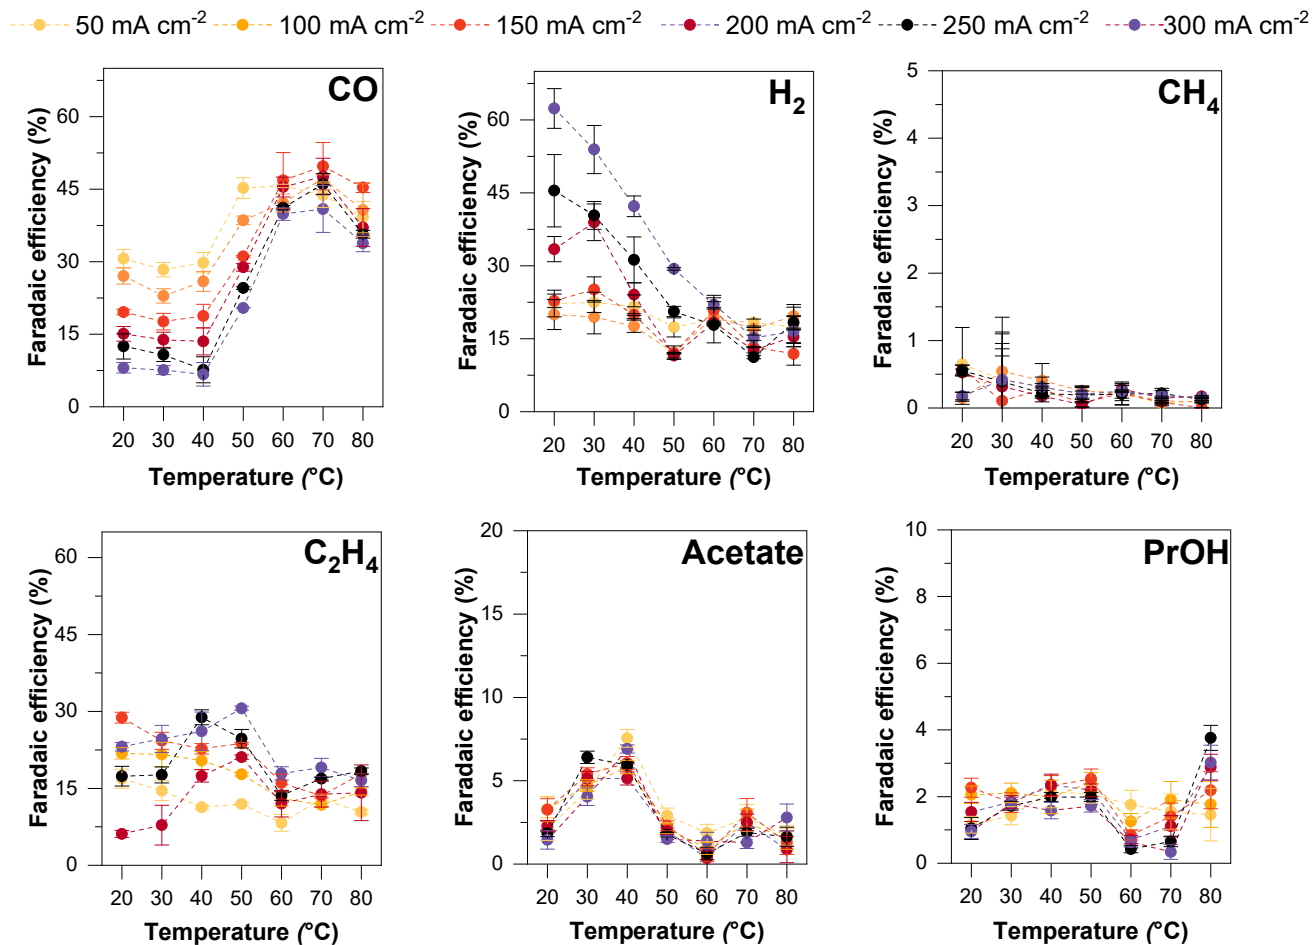 50 mA cm⁻² 100 mA cm⁻² 150 mA cm⁻² 200 mA cm⁻² 250 mA cm⁻² 300 mA cm⁻²
CO
Faradaic efficiency (%)
60
45
30
15
0
20 30 40 50 60 70 80
Temperature (°C)
H₂
Faradaic efficiency (%)
60
45
30
15
0
20 30 40 50 60 70 80
Temperature (°C)
CH₄
Faradaic efficiency (%)
5
4
3
2
1
0
20 30 40 50 60 70 80
Temperature (°C)
C₂H₄
Faradaic efficiency (%)
60
45
30
15
0
20 30 40 50 60 70 80
Temperature (°C)
Acetate
Faradaic efficiency (%)
20
15
10
5
0
20 30 40 50 60 70 80
Temperature (°C)
PrOH
Faradaic efficiency (%)
10
8
6
4
2
0
20 30 40 50 60 70 80
Temperature (°C)